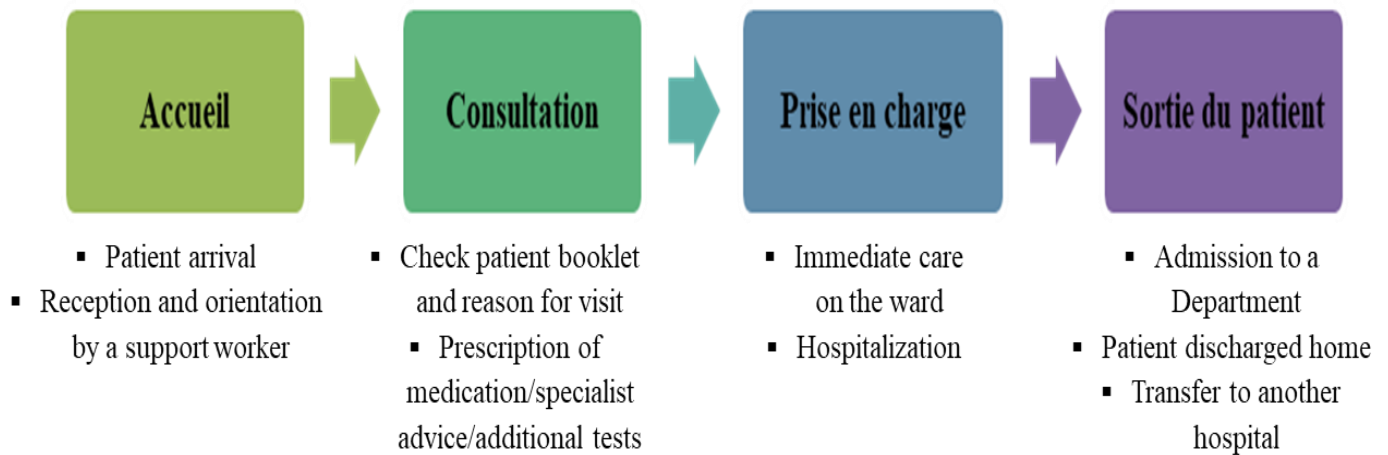 Accueil
Consultation
Prise en charge
Sortie du patient
▪ Patient arrival
▪ Reception and orientation
by a support worker
▪ Check patient booklet
and reason for visit
▪ Prescription of
medication/specialist
advice/additional tests
▪ Immediate care
on the ward
▪ Hospitalization
▪ Admission to a
Department
▪ Patient discharged home
▪ Transfer to another
hospital